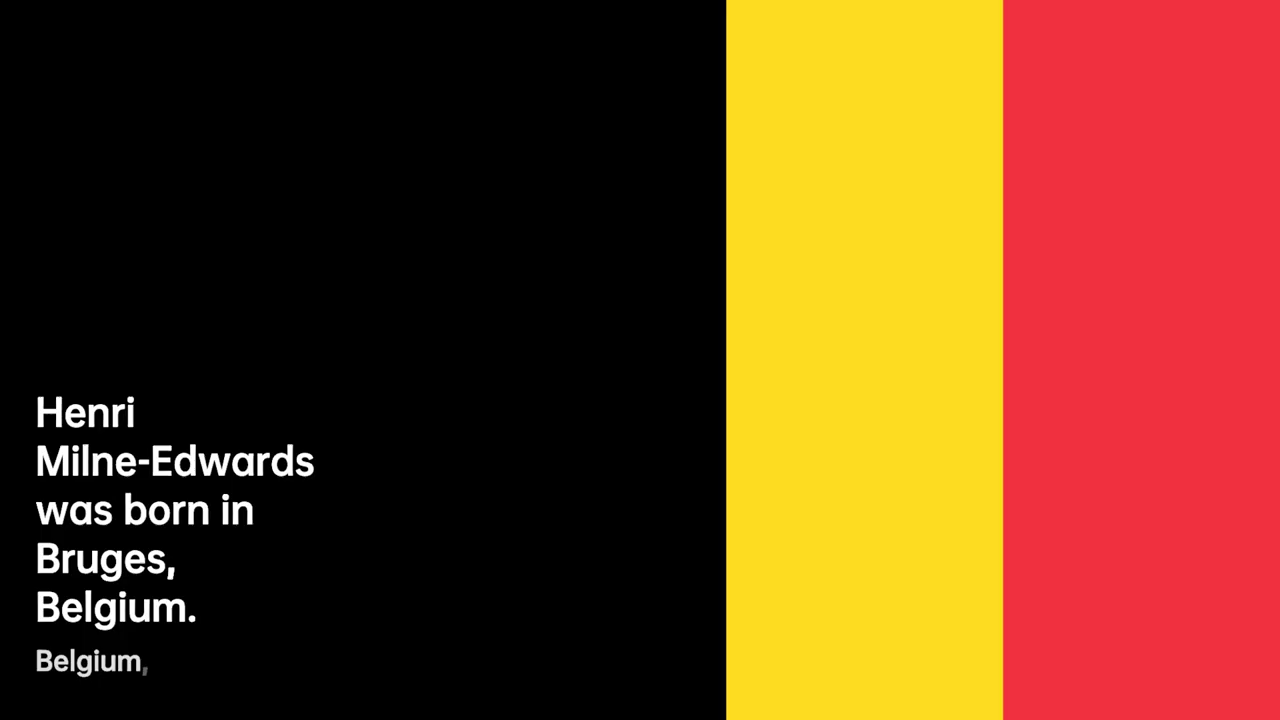 Henri
Milne-Edwards
was born in
Bruges,
Belgium.
Belgium,